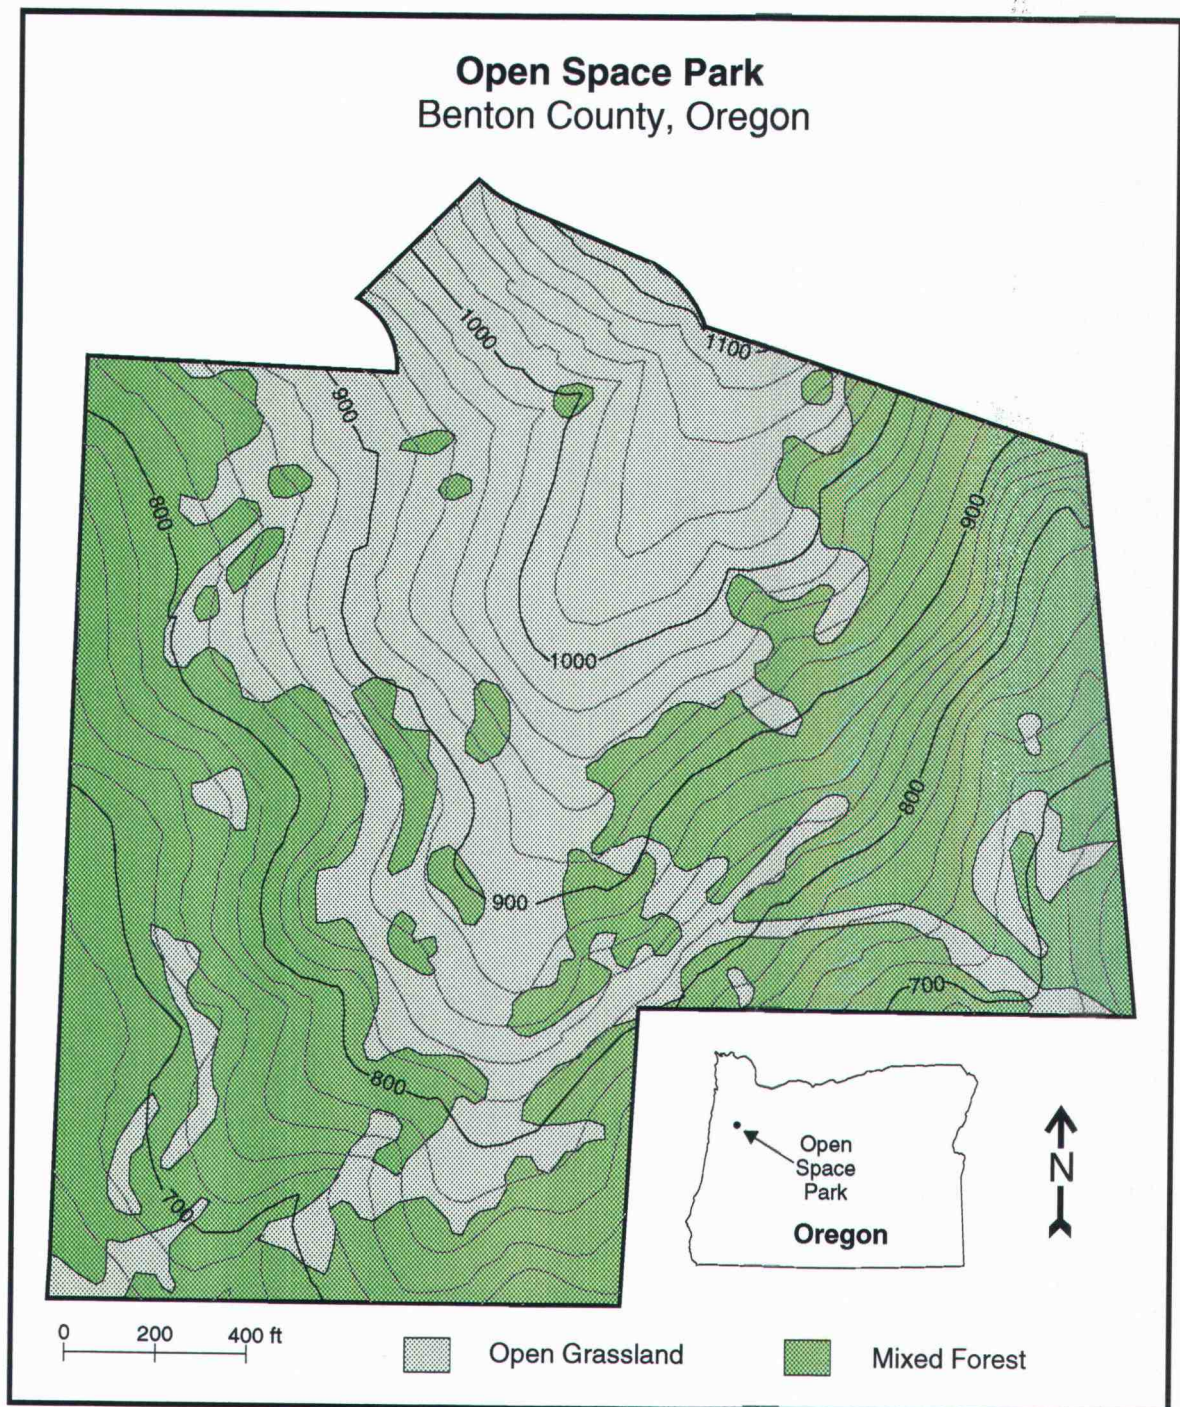 Open Space Park
Benton County, Oregon
1000
1100
900
800
900
1000
800
900
700
800
700
Open
Space
Park
Oregon
N
0 200 400 ft
Open Grassland
Mixed Forest